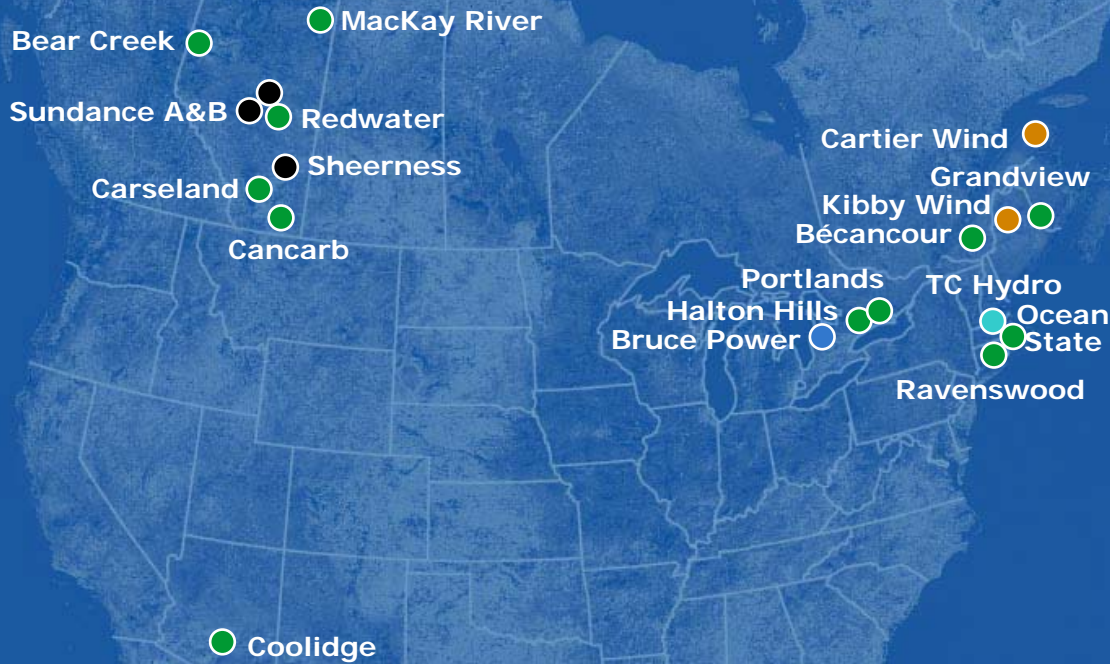 MacKay River
Bear Creek
Sundance A&B
Redwater
Sheerness
Carseland
Cancarb
Cartier Wind
Grandview
Kibby Wind
Bécancour
Portlands
TC Hydro
Halton Hills
Ocean
State
Bruce Power
Ravenswood
Coolidge